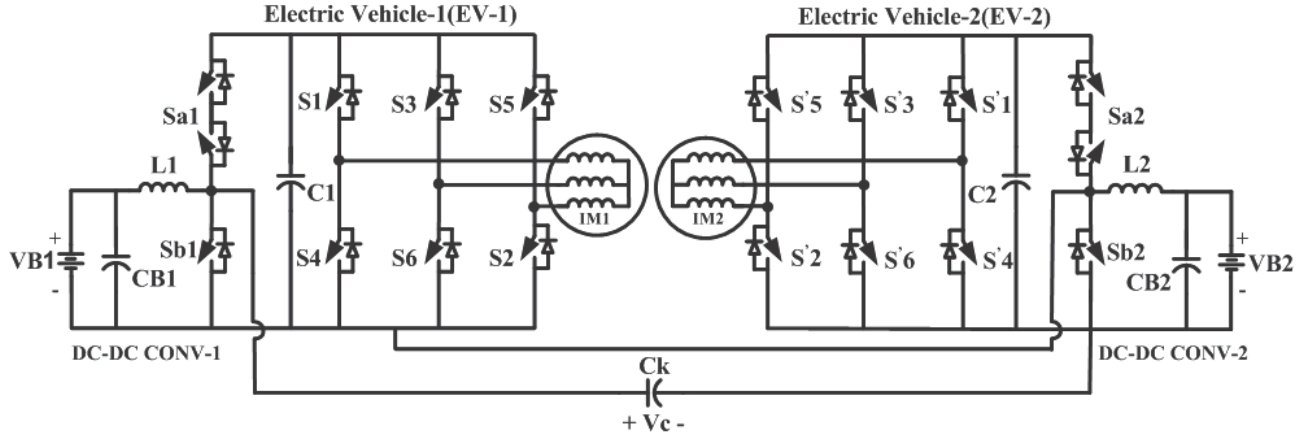 Electric Vehicle-1(EV-1)
Electric Vehicle-2(EV-2)
Sa1
S1
S3
S5
S'5
S'3
S'1
Sa2
L1
C1
IM1
IM2
C2
L2
+
VB1
-
CB1
Sb1
S4
S6
S2
S'2
S'6
S'4
Sb2
CB2
+
VB2
-
DC-DC CONV-1
DC-DC CONV-2
Ck
+ Vc -